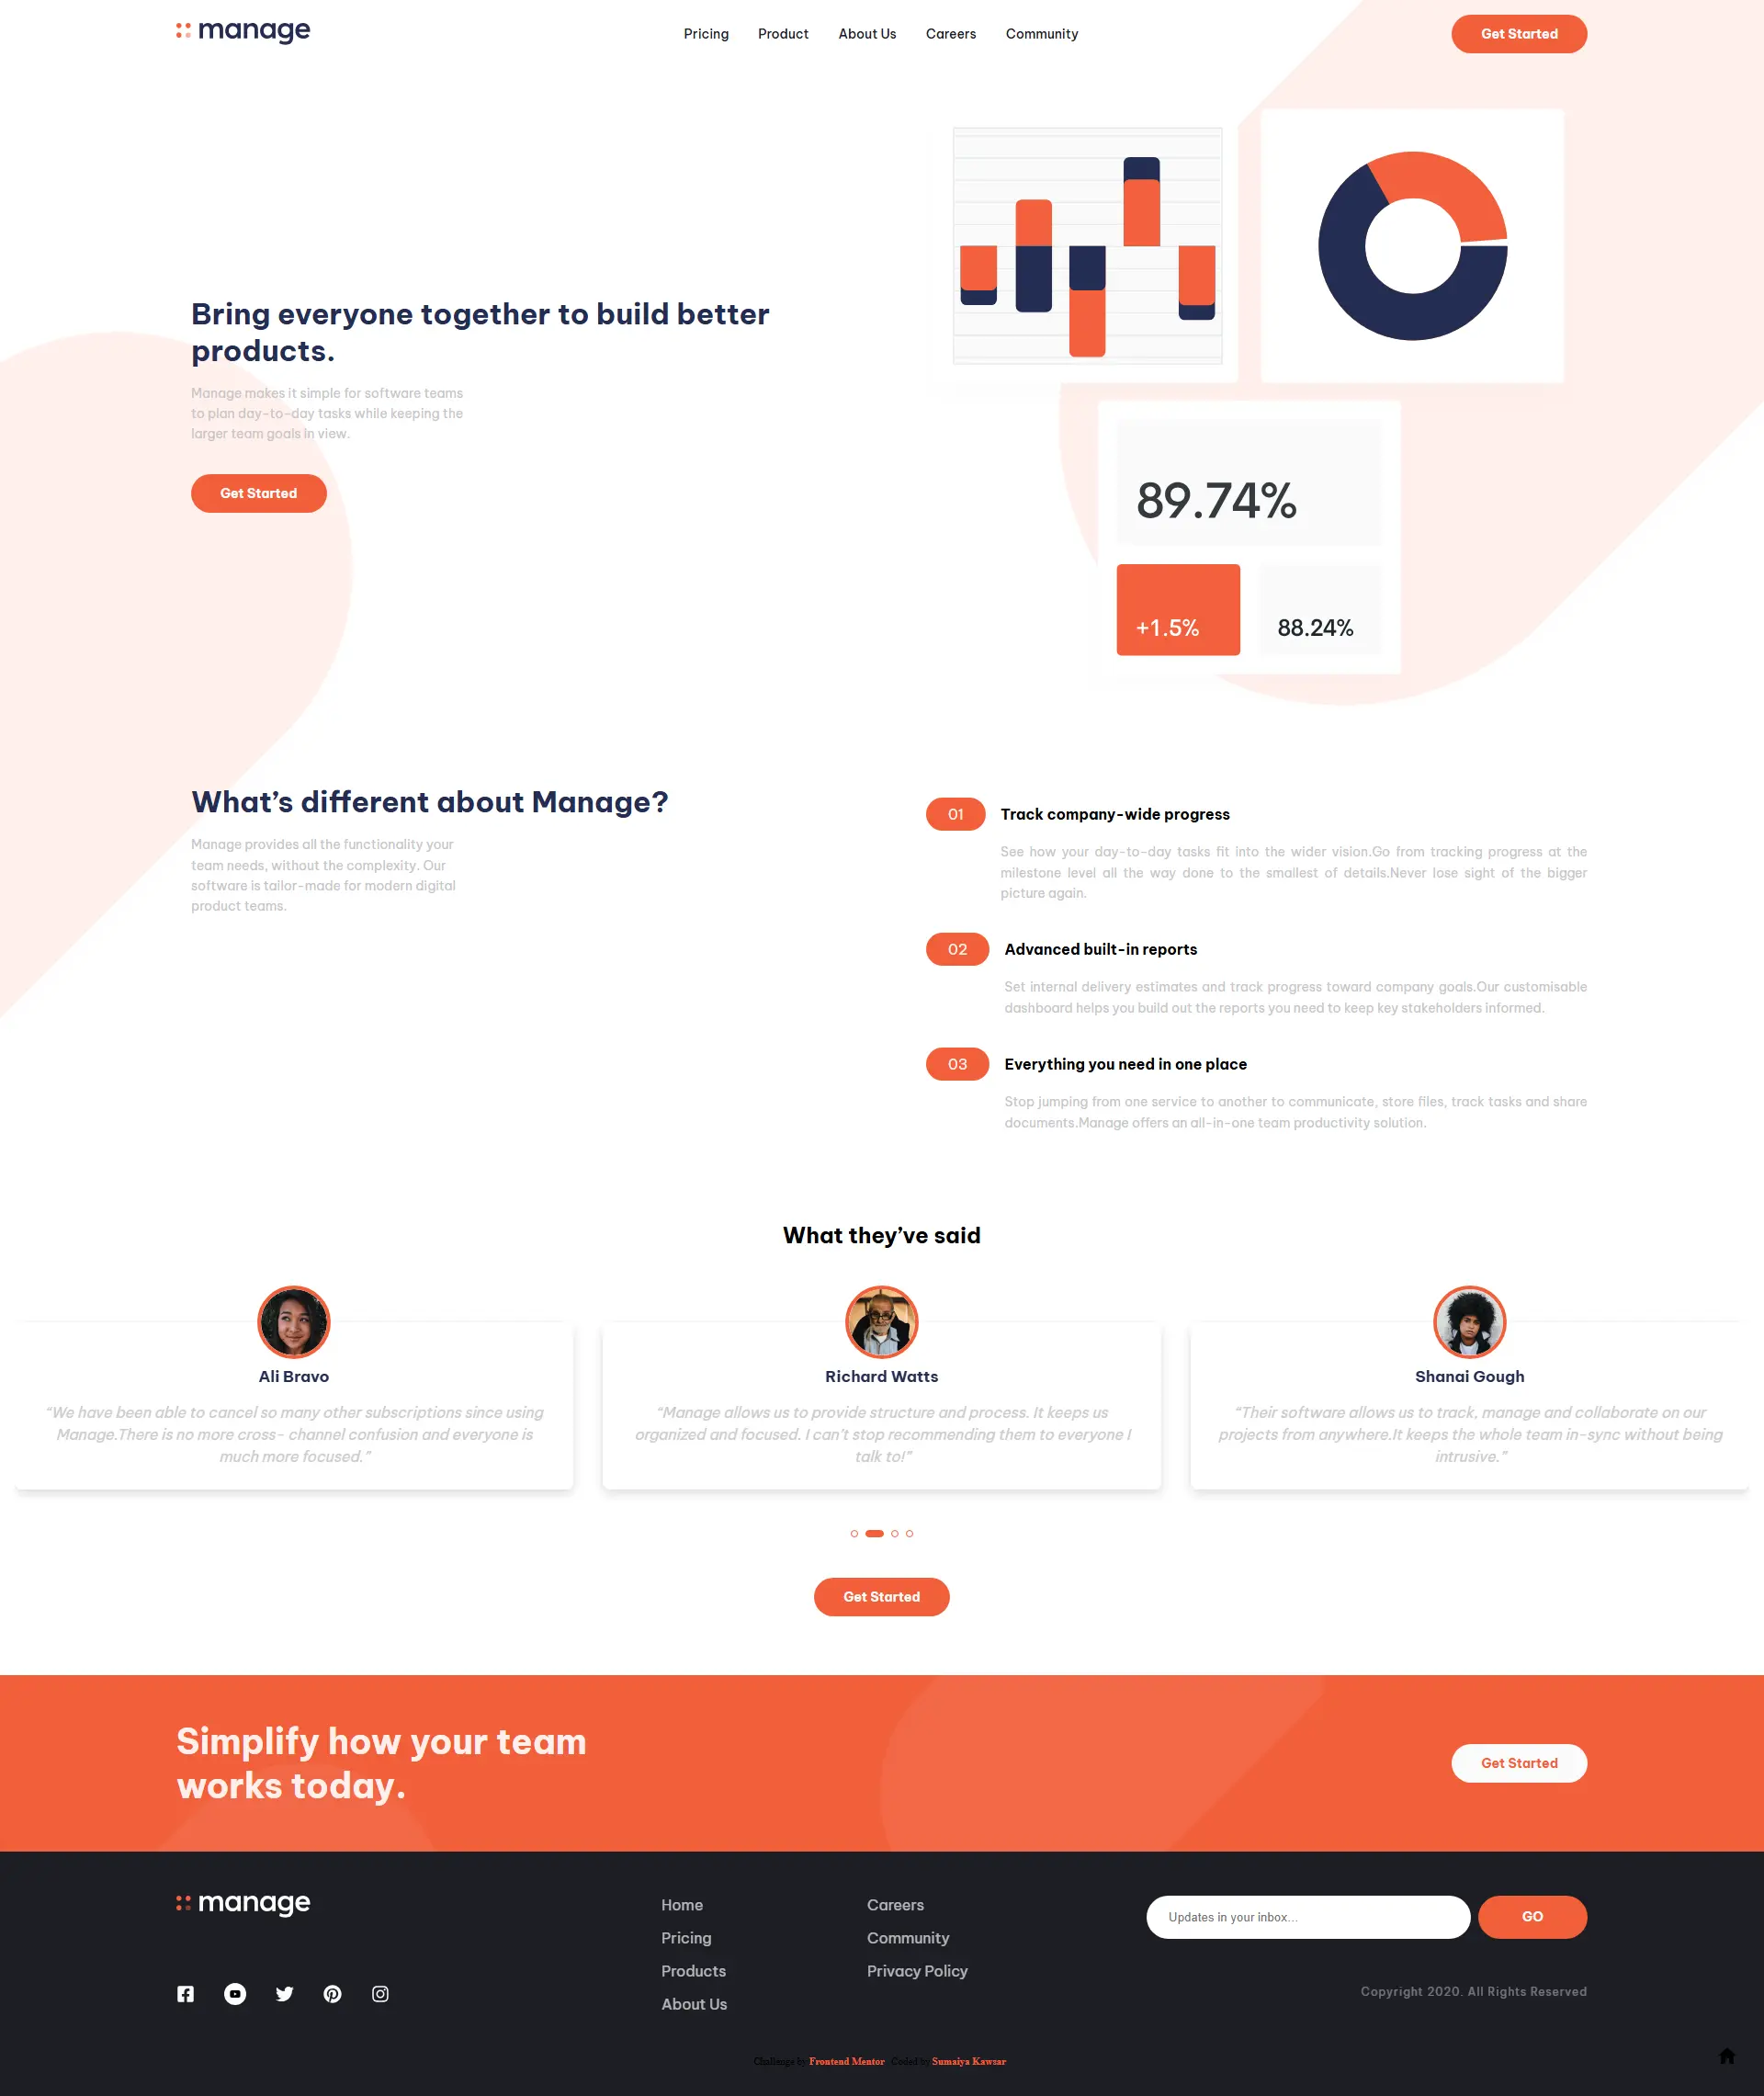 manage
Pricing Product About Us Careers Community
Get Started
Bring everyone together to build better
products.
Manage makes it simple for software teams
to plan day-to-day tasks while keeping the
larger team goals in view.
Get Started
89.74%
+1.5%
88.24%
What’s different about Manage?
Manage provides all the functionality your
team needs, without the complexity. Our
software is tailor-made for modern digital
product teams.
01 Track company-wide progress
See how your day-to-day tasks fit into the wider vision.Go from tracking progress at the
milestone level all the way done to the smallest of details.Never lose sight of the bigger
picture again.
02 Advanced built-in reports
Set internal delivery estimates and track progress toward company goals.Our customisable
dashboard helps you build out the reports you need to keep key stakeholders informed.
03 Everything you need in one place
Stop jumping from one service to another to communicate, store files, track tasks and share
documents.Manage offers an all-in-one team productivity solution.
What they’ve said
Ali Bravo
“We have been able to cancel so many other subscriptions since using
Manage.There is no more cross- channel confusion and everyone is
much more focused.”
Richard Watts
“Manage allows us to provide structure and process. It keeps us
organized and focused. I can’t stop recommending them to everyone I
talk to!”
Shanai Gough
“Their software allows us to track, manage and collaborate on our
projects from anywhere.It keeps the whole team in-sync without being
intrusive.”
Get Started
Simplify how your team
works today.
Get Started
manage
Home
Pricing
Products
About Us
Careers
Community
Privacy Policy
Updates in your inbox...
GO
Copyright 2020. All Rights Reserved
Challenge by Frontend Mentor. Coded by Sumaiya Kawsar